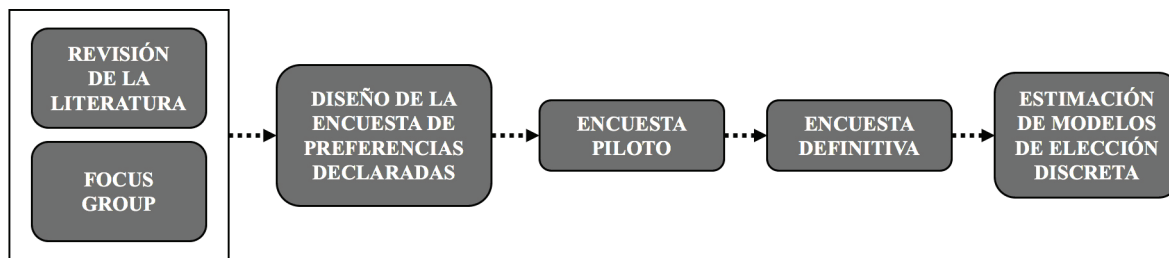 REVISIÓN
DE LA
LITERATURA
FOCUS
GROUP
DISEÑO DE LA
ENCUESTA DE
PREFERENCIAS
DECLARADAS
ENCUESTA
PILOTO
ENCUESTA
DEFINITIVA
ESTIMACIÓN
DE MODELOS
DE ELECCIÓN
DISCRETA